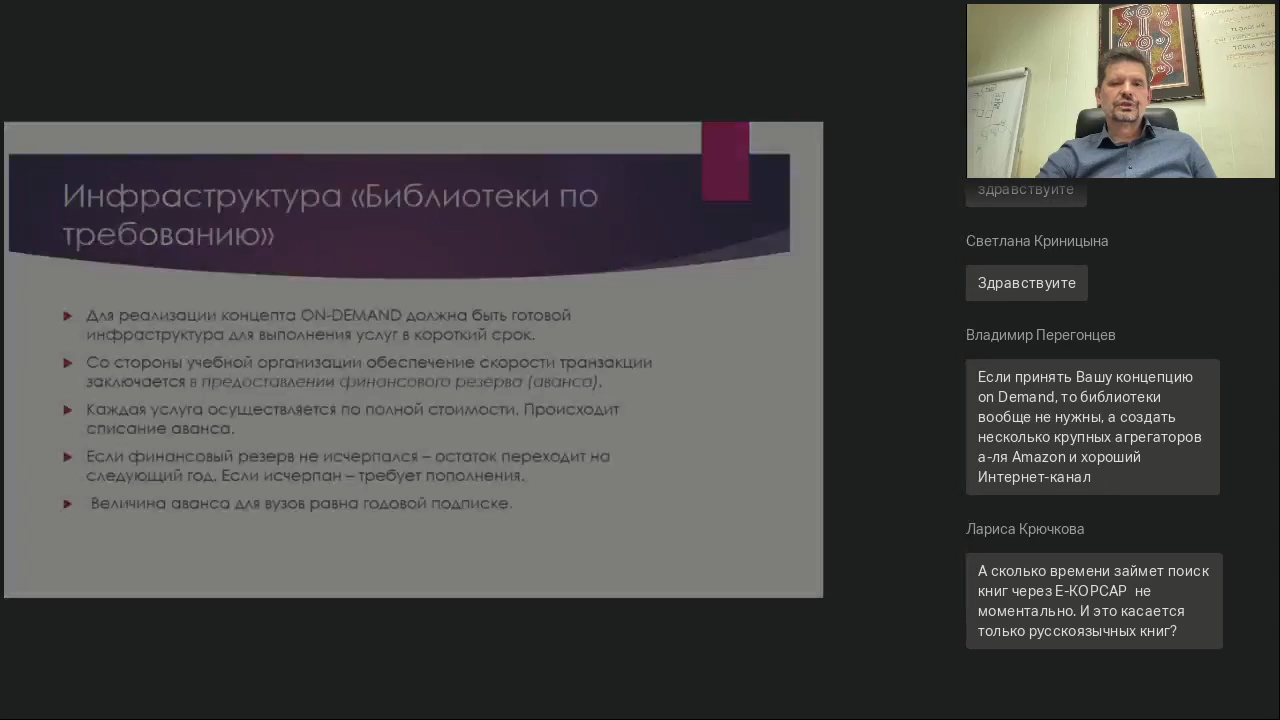 Инфраструктура «Библиотеки по
требованию»
Для реализации концепта ON-DEMAND должна быть готовой
инфраструктура для выполнения услуг в короткий срок.
Со стороны учебной организации обеспечение скорости транзакции
заключается в предоставлении финансового резерва (аванса).
Каждая услуга осуществляется по полной стоимости. Происходит
списание аванса.
Если финансовый резерв не исчерпался – остаток переходит на
следующий год. Если исчерпан – требует пополнения.
Величина аванса для вузов равна годовой подписке.
здравствуите
Светлана Криницына
Здравствуите
Владимир Перегонцев
Если принять Вашу концепцию
on Demand, то библиотеки
вообще не нужны, а создать
несколько крупных агрегаторов
а-ля Amazon и хороший
Интернет-канал
Лариса Крючкова
А сколько времени займет поиск
книг через Е-КОРСАР не
моментально. И это касается
только русскоязычных книг?